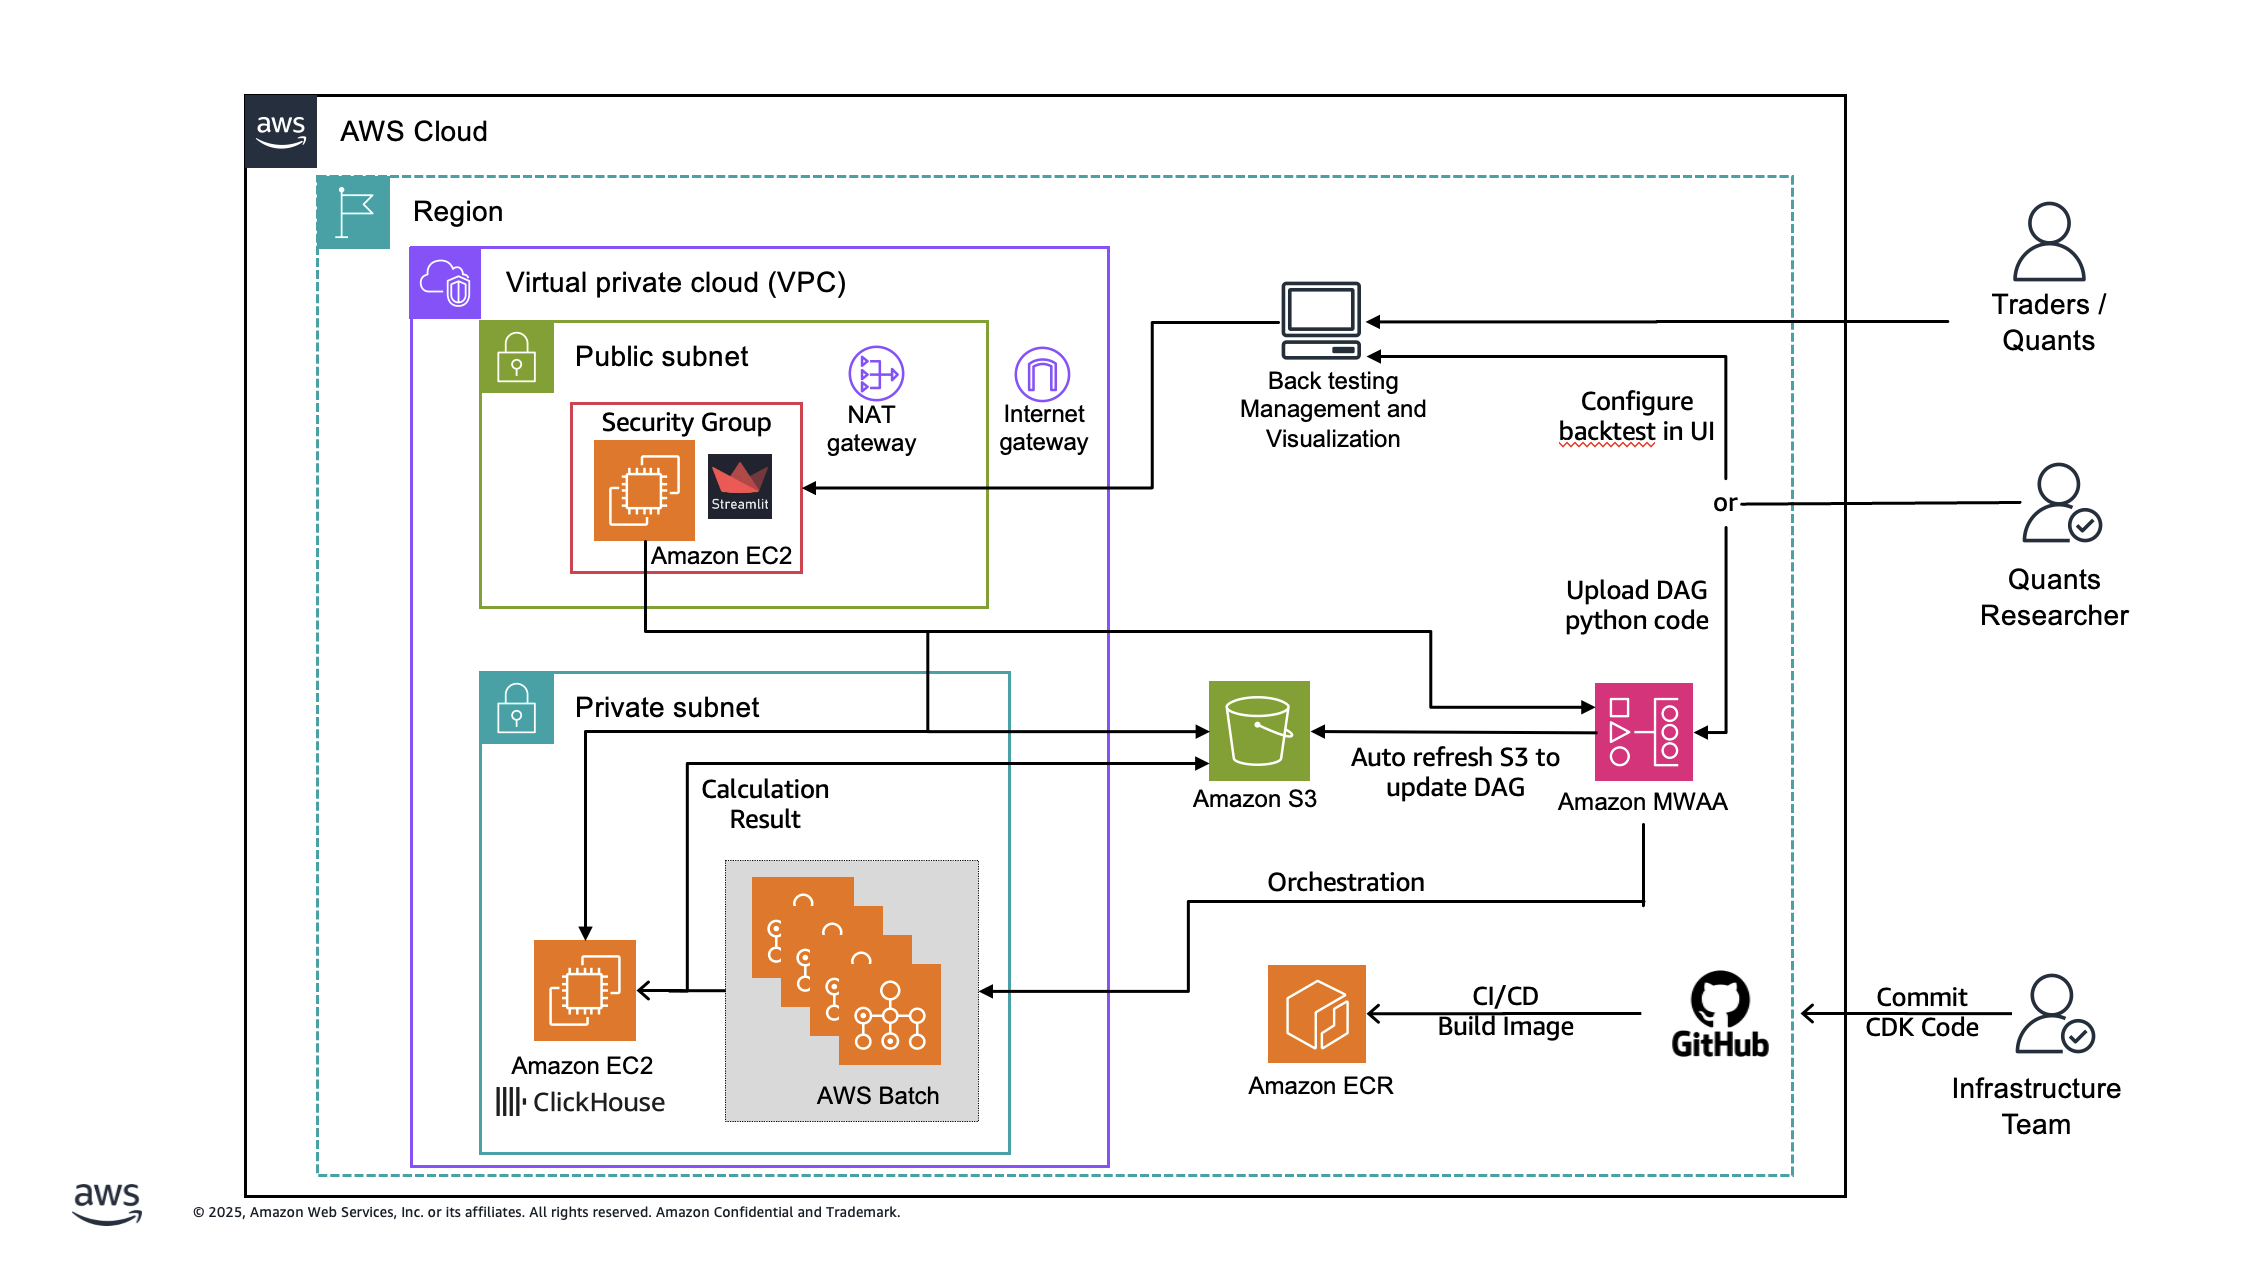 aws
AWS Cloud
Region
Virtual private cloud (VPC)
Public subnet
NAT
gateway
Internet
gateway
Security Group
Streamlit
Amazon EC2
Back testing
Management and
Visualization
Traders /
Quants
Configure
backtest in UI
or
Quants
Researcher
Upload DAG
python code
Private subnet
Calculation
Result
Amazon S3
Auto refresh S3 to
update DAG
Amazon MWAA
Orchestration
AWS Batch
Amazon EC2
ClickHouse
Amazon ECR
CI/CD
Build Image
GitHub
Commit
CDK Code
Infrastructure
Team
aws
© 2025, Amazon Web Services, Inc. or its affiliates. All rights reserved. Amazon Confidential and Trademark.